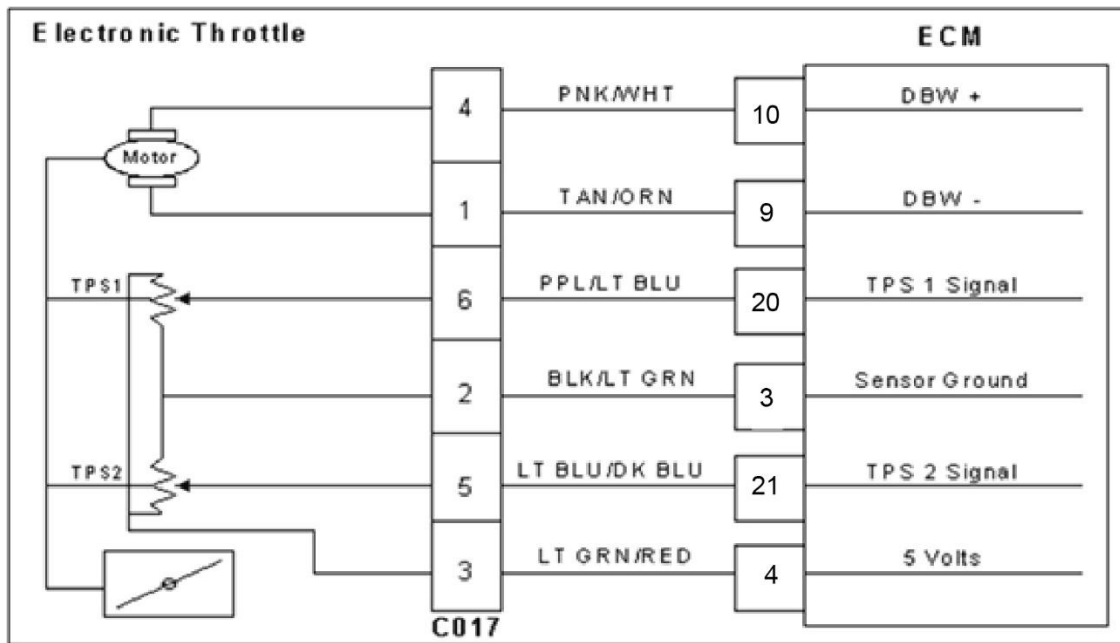 Electronic Throttle
ECM
4 PNK/WHT 10 DBW +
Motor
1 TAN/ORN 9 DBW -
TPS1 6 PPL/LT BLU 20 TPS 1 Signal
2 BLK/LT GRN 3 Sensor Ground
TPS2 5 LT BLU/DK BLU 21 TPS 2 Signal
3 LT GRN/RED 4 5 Volts
C017